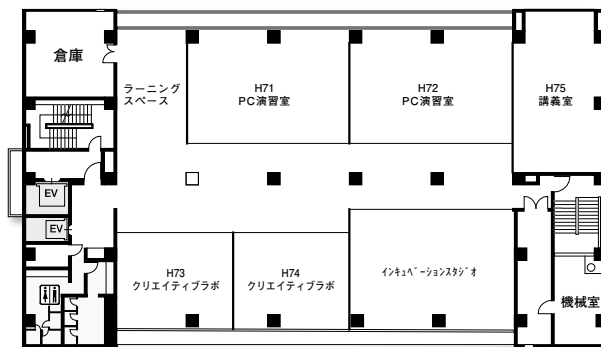 倉庫
ラーニング
スペース
H71
PC演習室
H72
PC演習室
H75
講義室
EV
EV
H73
クリエイティブラボ
H74
クリエイティブラボ
インキュベーションスタジオ
機械室